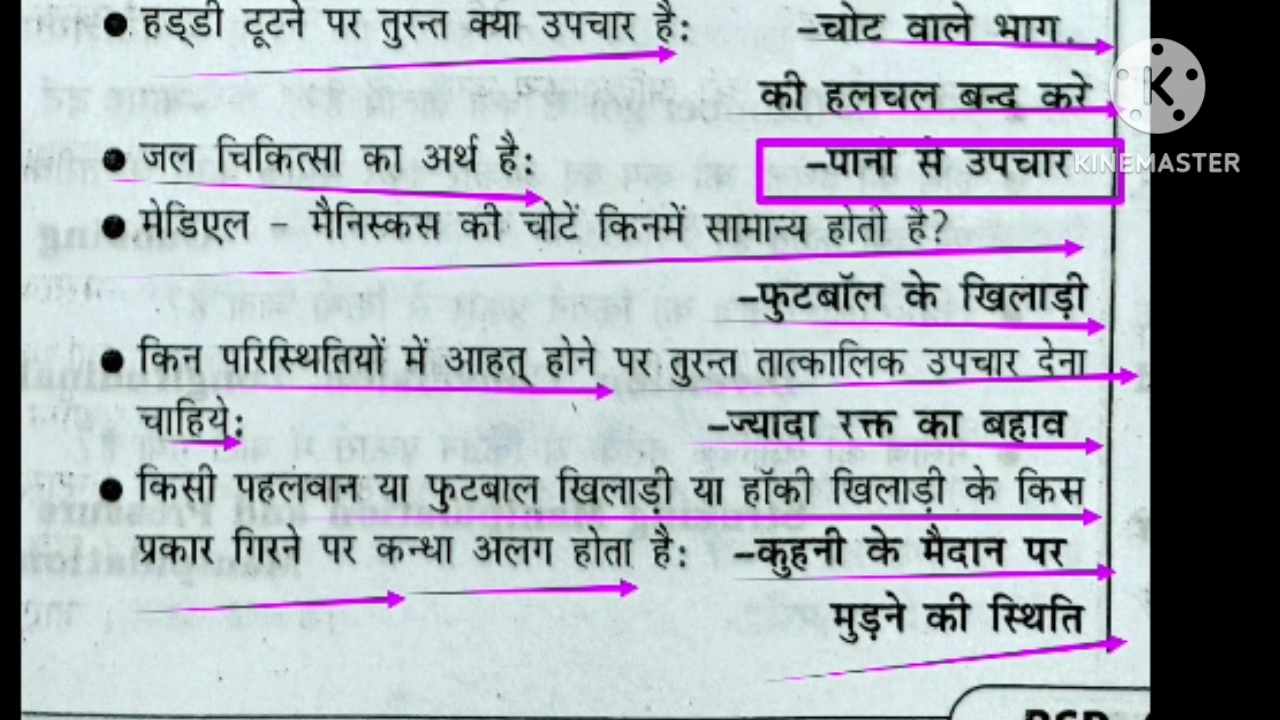 ● हड्डी टूटने पर तुरन्त क्या उपचार है: –चोट वाले भाग
की हलचल बन्द करे
● जल चिकित्सा का अर्थ है: –पानी से उपचार
KINEMASTER
● मेडिएल – मैनिस्कस की चोटें किनमें सामान्य होती है?
–फुटबॉल के खिलाड़ी
● किन परिस्थितियों में आहत् होने पर तुरन्त तात्कालिक उपचार देना
चाहिये: –ज्यादा रक्त का बहाव
● किसी पहलवान या फुटबाल खिलाड़ी या हॉकी खिलाड़ी के किस
प्रकार गिरने पर कन्धा अलग होता है: –कुहनी के मैदान पर
मुड़ने की स्थिति